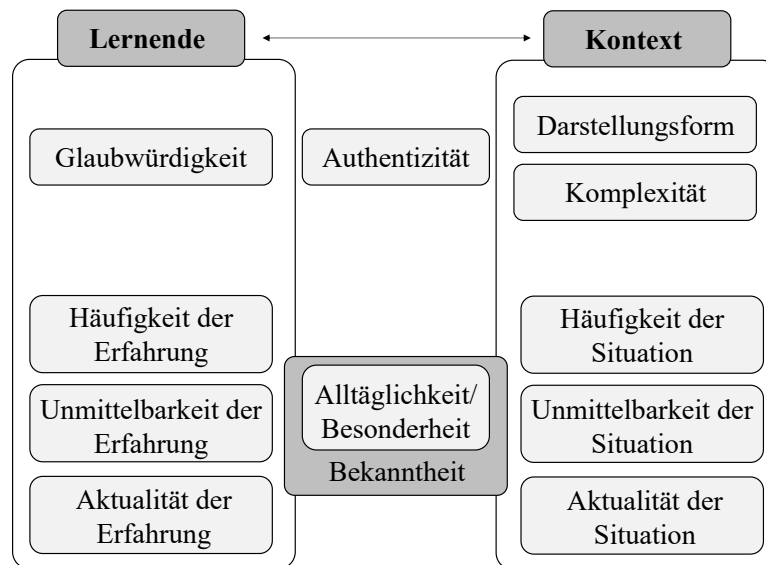 Lernende
Kontext
Glaubwürdigkeit
Authentizität
Darstellungsform
Komplexität
Häufigkeit der
Erfahrung
Unmittelbarkeit der
Erfahrung
Aktualität der
Erfahrung
Alltäglichkeit/
Besonderheit
Bekanntheit
Häufigkeit der
Situation
Unmittelbarkeit der
Situation
Aktualität der
Situation